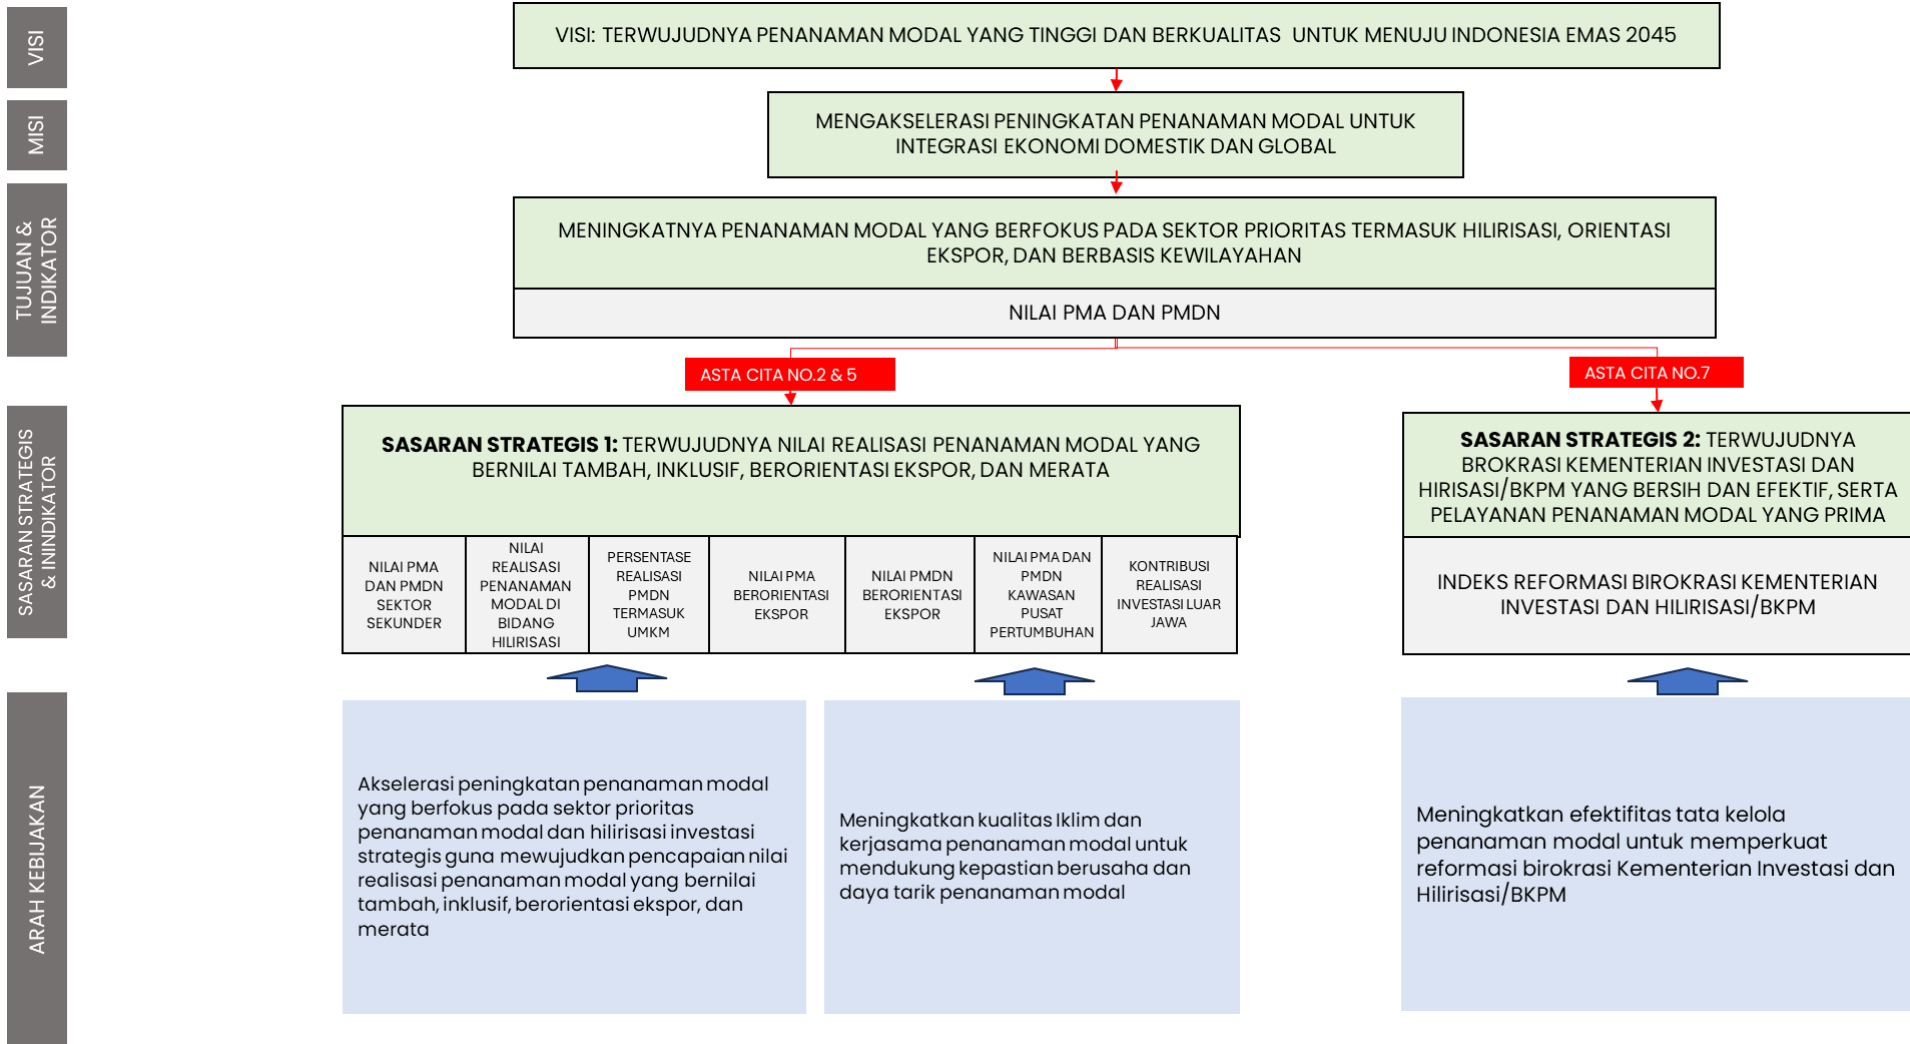 VISI
VISI: TERWUJUDNYA PENANAMAN MODAL YANG TINGGI DAN BERKUALITAS UNTUK MENUJU INDONESIA EMAS 2045
MISI
MENGAKSELERASI PENINGKATAN PENANAMAN MODAL UNTUK
INTEGRASI EKONOMI DOMESTIK DAN GLOBAL
TUJUAN &
INDIKATOR
MENINGKATNYA PENANAMAN MODAL YANG BERFOKUS PADA SEKTOR PRIORITAS TERMASUK HILIRISASI, ORIENTASI
EKSPOR, DAN BERBASIS KEWILAYAHAN
NILAI PMA DAN PMDN
ASTA CITA NO.2 & 5
ASTA CITA NO.7
SASARAN STRATEGIS
& ININDIKATOR
SASARAN STRATEGIS 1: TERWUJUDNYA NILAI REALISASI PENANAMAN MODAL YANG
BERNILAI TAMBAH, INKLUSIF, BERORIENTASI EKSPOR, DAN MERATA
NILAI PMA
DAN PMDN
SEKTOR
SEKUNDER
NILAI
REALISASI
PENANAMAN
MODAL DI
BIDANG
HILIRISASI
PERSENTASE
REALISASI
PMDN
TERMASUK
UMKM
NILAI PMA
BERORIENTASI
EKSPOR
NILAI PMDN
BERORIENTASI
EKSPOR
NILAI PMA DAN
PMDN
KAWASAN
PUSAT
PERTUMBUHAN
KONTRIBUSI
REALISASI
INVESTASI LUAR
JAWA
SASARAN STRATEGIS 2: TERWUJUDNYA
BROKRASI KEMENTERIAN INVESTASI DAN
HIRISASI/BKPM YANG BERSIH DAN EFEKTIF, SERTA
PELAYANAN PENANAMAN MODAL YANG PRIMA
INDEKS REFORMASI BIROKRASI KEMENTERIAN
INVESTASI DAN HILIRISASI/BKPM
ARAH KEBIJAKAN
Akselerasi peningkatan penanaman modal
yang berfokus pada sektor prioritas
penanaman modal dan hilirisasi investasi
strategis guna mewujudkan pencapaian nilai
realisasi penanaman modal yang bernilai
tambah, inklusif, berorientasi ekspor, dan
merata
Meningkatkan kualitas Iklim dan
kerjasama penanaman modal untuk
mendukung kepastian berusaha dan
daya tarik penanaman modal
Meningkatkan efektifitas tata kelola
penanaman modal untuk memperkuat
reformasi birokrasi Kementerian Investasi dan
Hilirisasi/BKPM